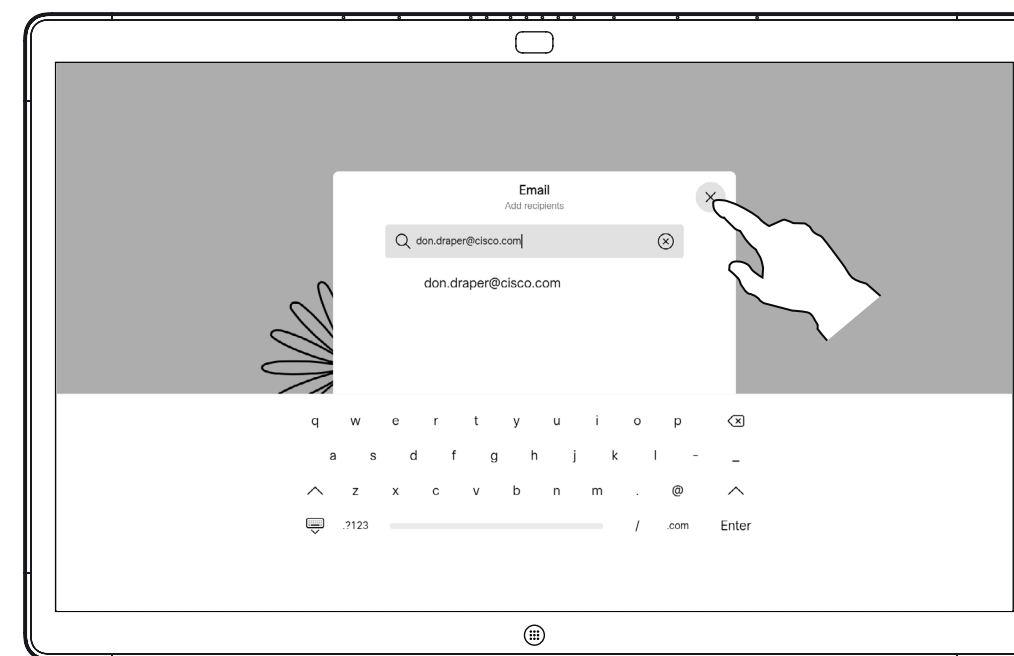 Email
Add recipients
don.draper@cisco.com
don.draper@cisco.com
q w e r t y u i o p
a s d f g h j k l - _
z x c v b n m . @
.?123 / .com Enter